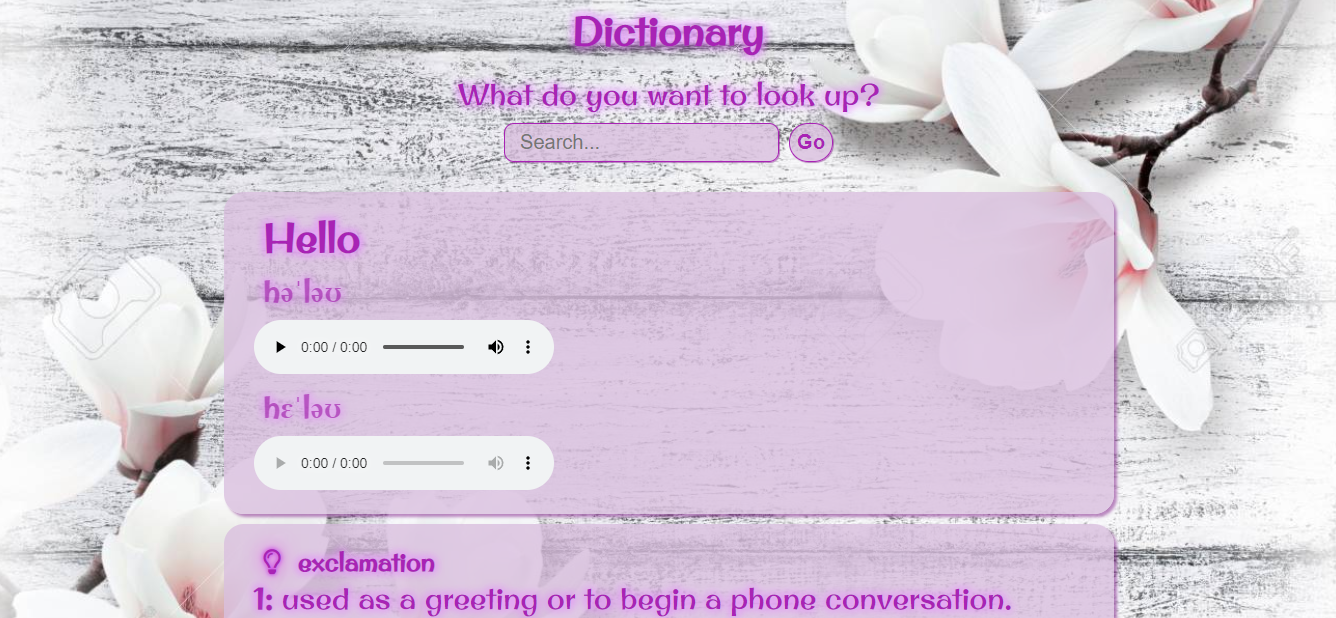 Dictionary
What do you want to look up?
Search...
Go
Hello
həˈləʊ
0:00 / 0:00
hɛˈləʊ
0:00 / 0:00
exclamation
1: used as a greeting or to begin a phone conversation.